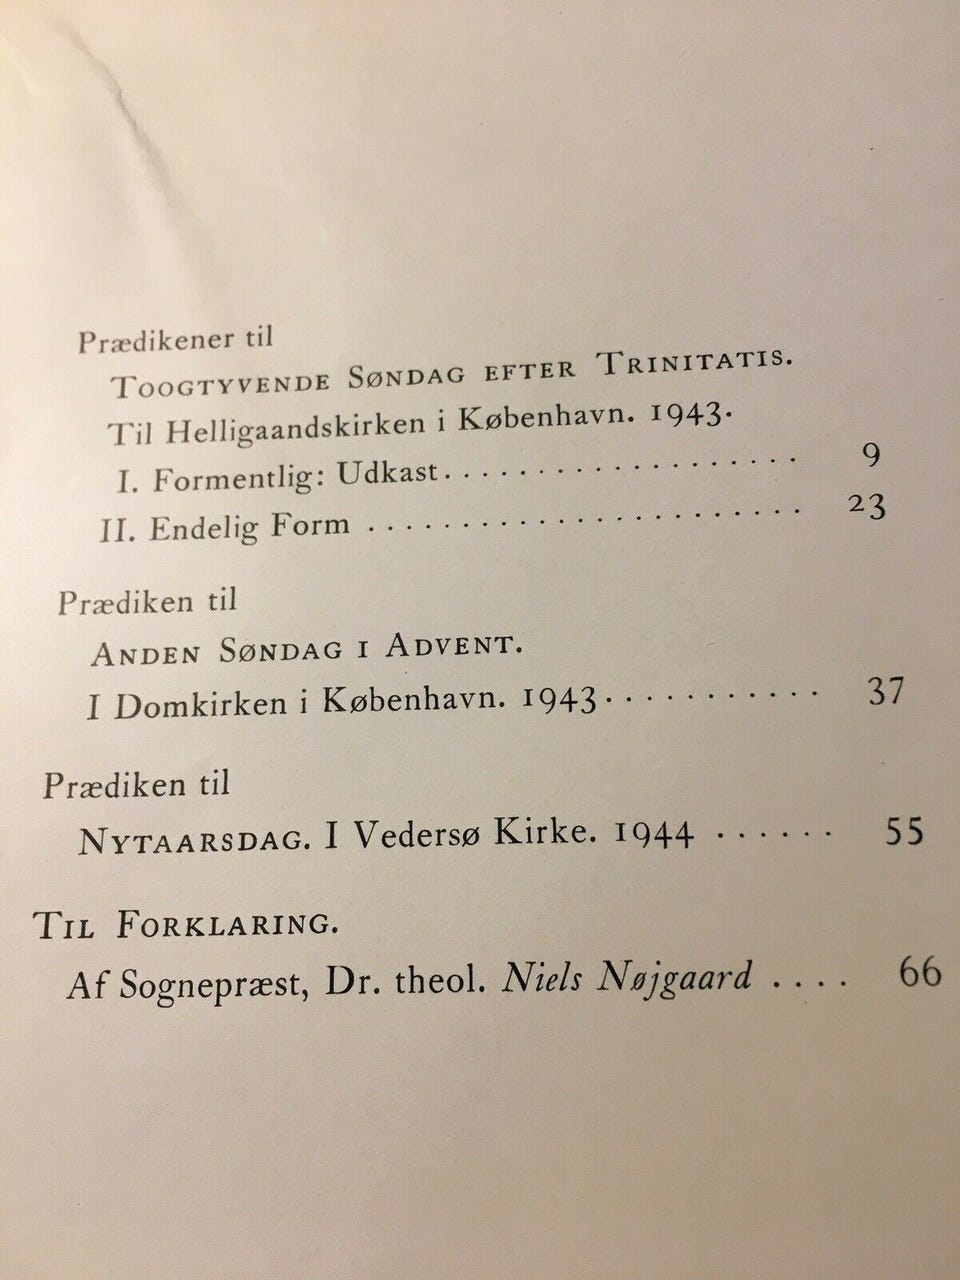 Prædikener til
TOOGTYVENDE SØNDAG EFTER TRINITATIS.
Til Helligaandskirken i København. 1943.
I. Formentlig: Udkast. . . . . . . . . . . . . . . . . . . 9
II. Endelig Form . . . . . . . . . . . . . . . . . . . . . . . 23
Prædiken til
ANDEN SØNDAG I ADVENT.
I Domkirken i København. 1943. . . . . . . . . . . . 37
Prædiken til
NYTAARSDAG. I Vedersø Kirke. 1944 . . . . . . 55
TIL FORKLARING.
Af Sognepræst, Dr. theol. Niels Nøjgaard . . . . 66